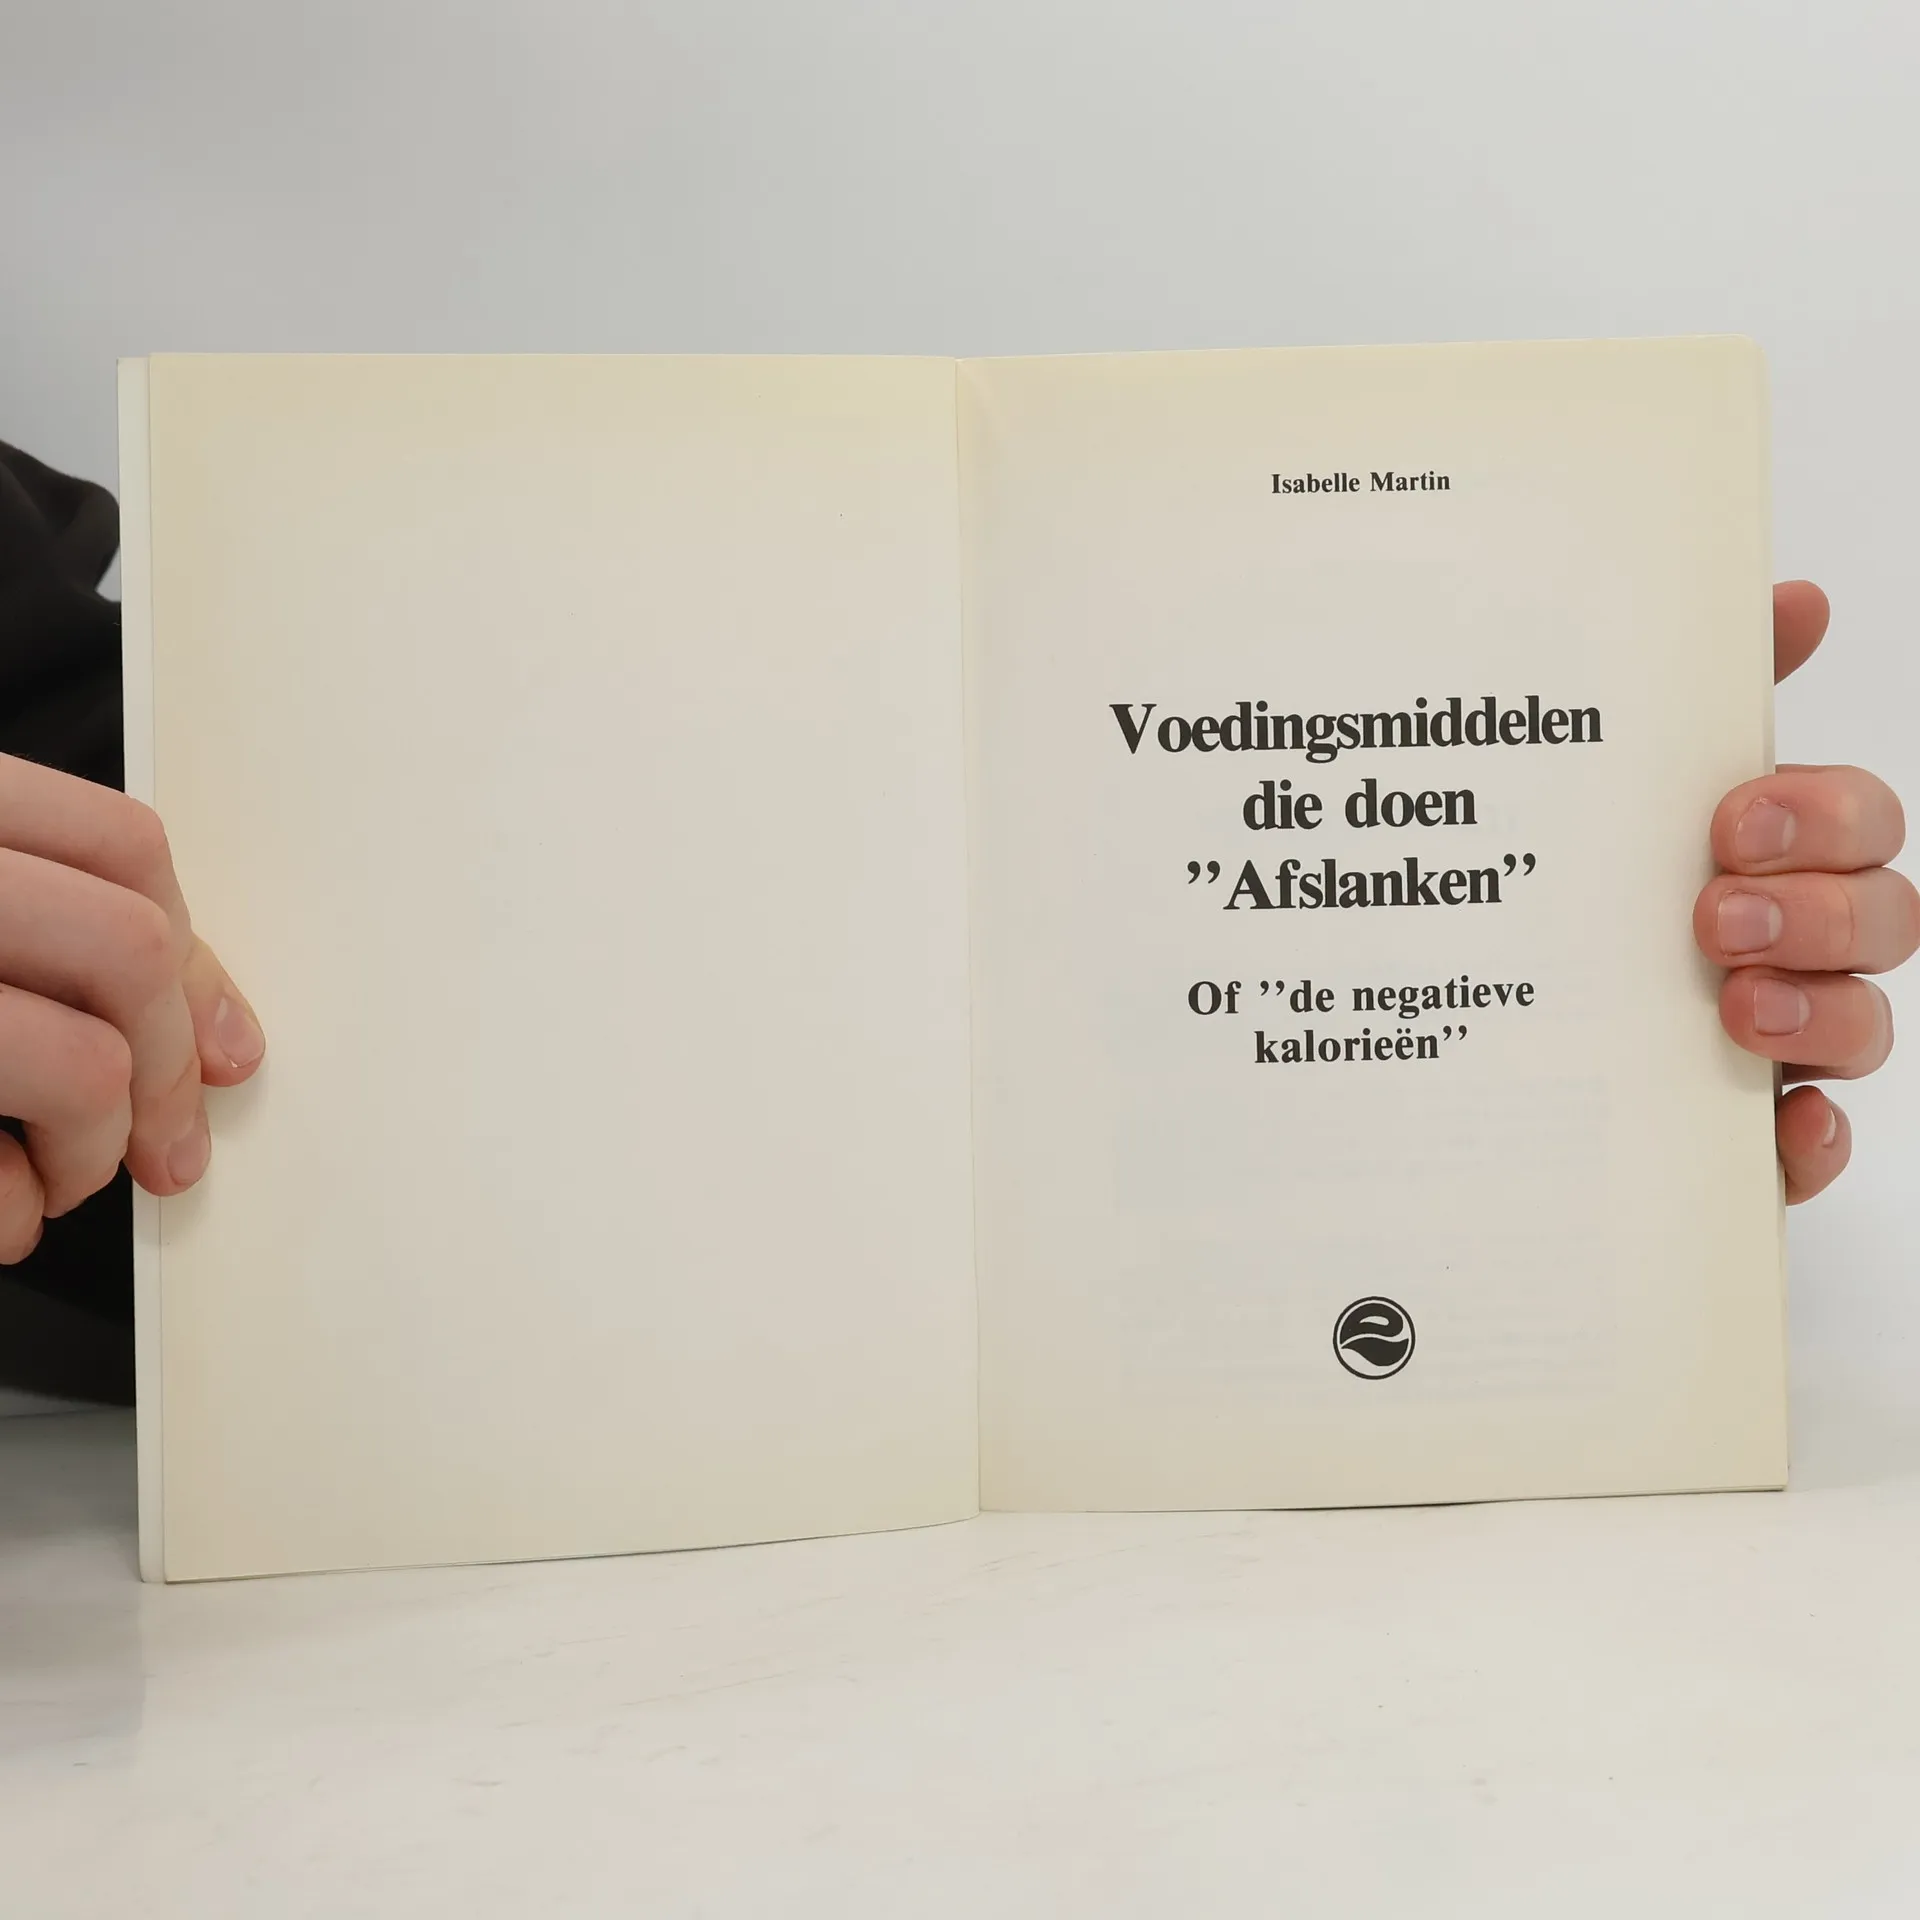 Isabelle Martin
Voedingsmiddelen
die doen
”Afslanken”
Of ”de negatieve
kalorieën”